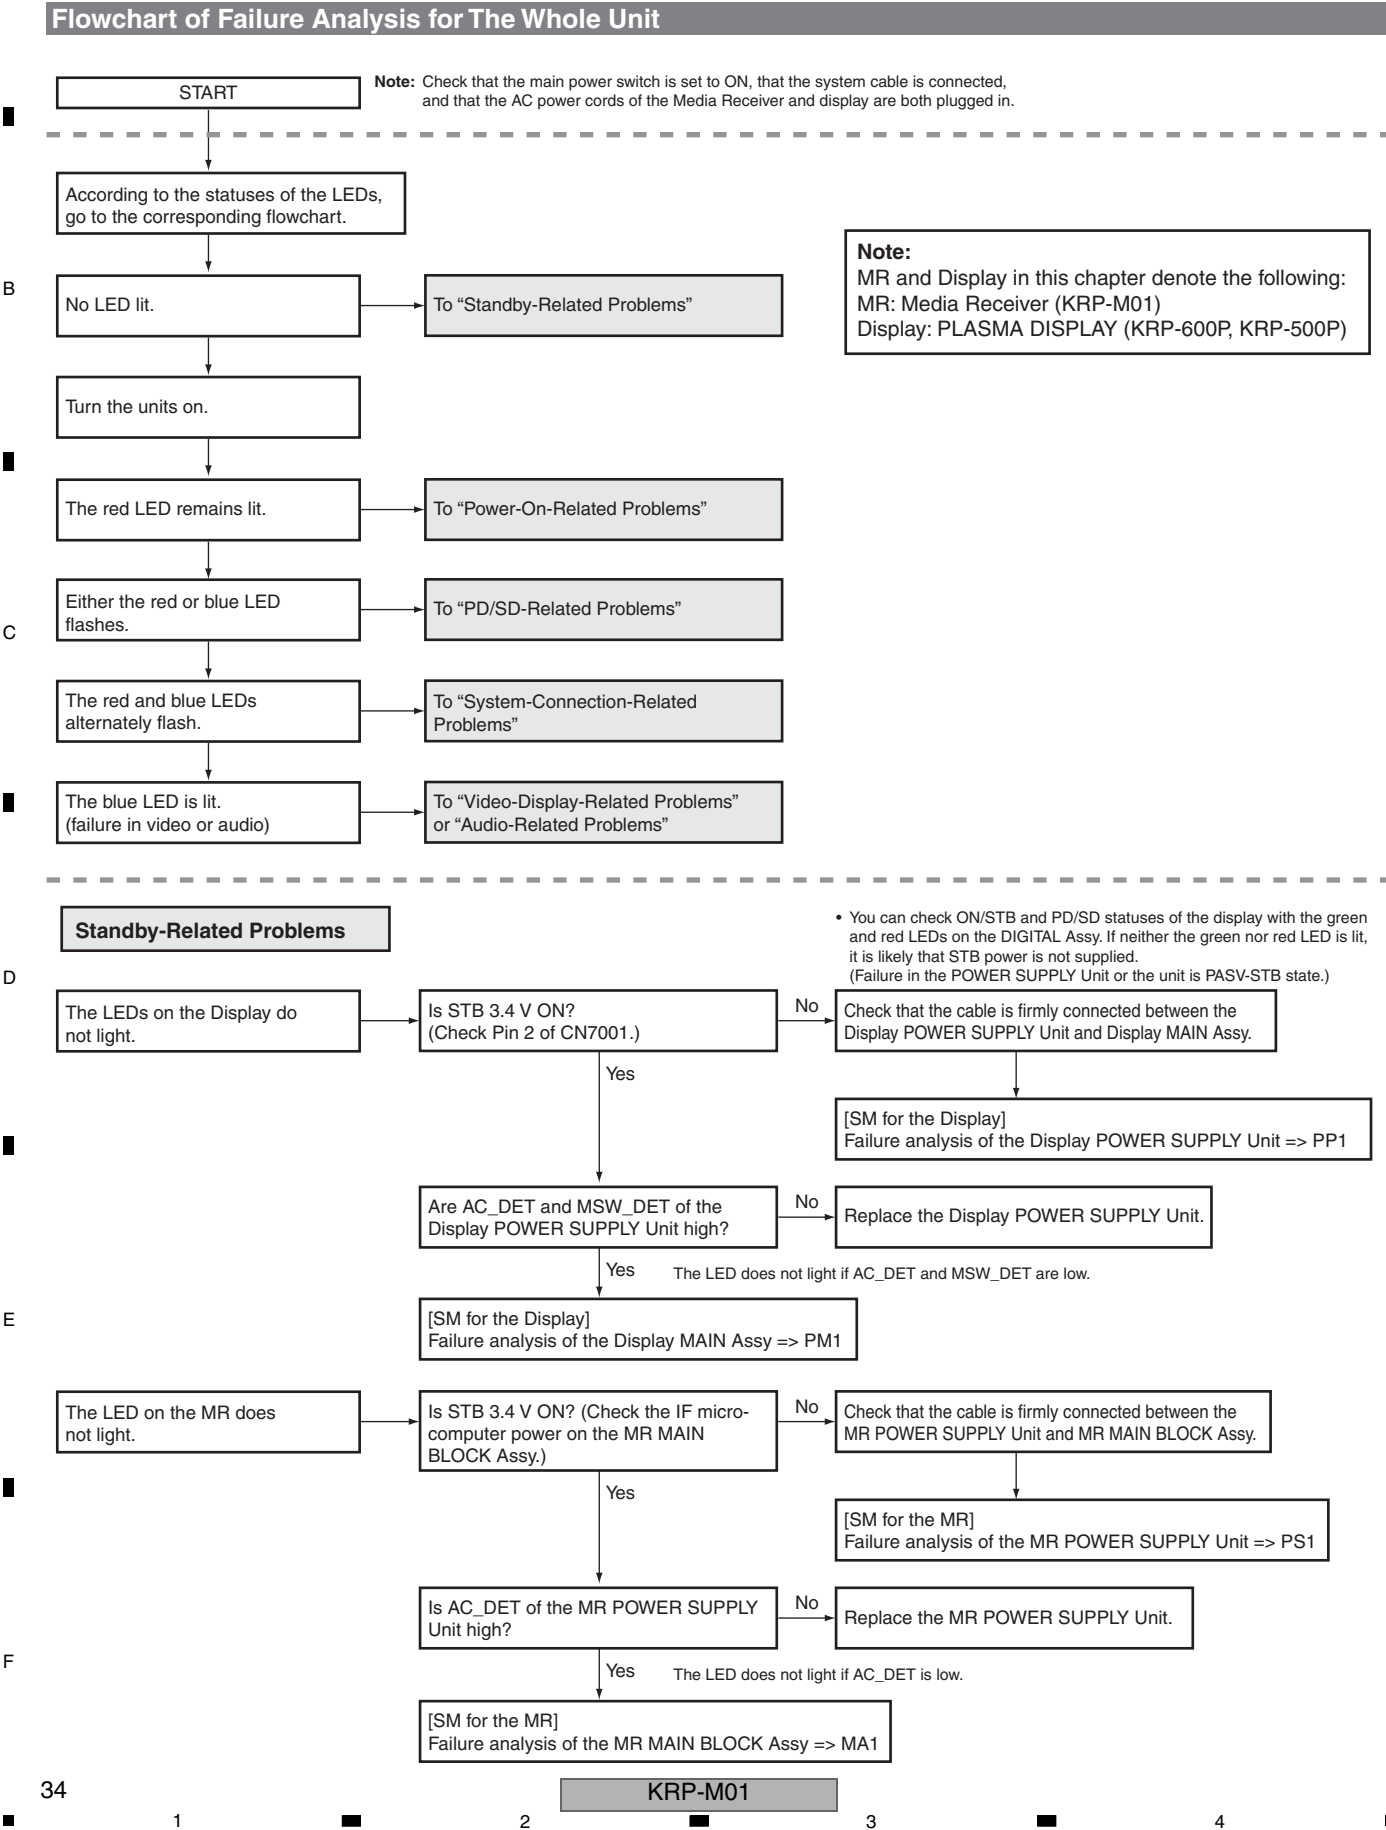 Flowchart of Failure Analysis for The Whole Unit
START
Note: Check that the main power switch is set to ON, that the system cable is connected,
and that the AC power cords of the Media Receiver and display are both plugged in.
According to the statuses of the LEDs,
go to the corresponding flowchart.
Note:
MR and Display in this chapter denote the following:
MR: Media Receiver (KRP-M01)
Display: PLASMA DISPLAY (KRP-600P, KRP-500P)
B
No LED lit.
To “Standby-Related Problems”
Turn the units on.
The red LED remains lit.
To “Power-On-Related Problems”
Either the red or blue LED
flashes.
To “PD/SD-Related Problems”
C
The red and blue LEDs
alternately flash.
To “System-Connection-Related
Problems”
The blue LED is lit.
(failure in video or audio)
To “Video-Display-Related Problems”
or “Audio-Related Problems”
Standby-Related Problems
• You can check ON/STB and PD/SD statuses of the display with the green
and red LEDs on the DIGITAL Assy. If neither the green nor red LED is lit,
it is likely that STB power is not supplied.
(Failure in the POWER SUPPLY Unit or the unit is PASV-STB state.)
D
The LEDs on the Display do
not light.
Is STB 3.4 V ON?
(Check Pin 2 of CN7001.)
No
Check that the cable is firmly connected between the
Display POWER SUPPLY Unit and Display MAIN Assy.
Yes
[SM for the Display]
Failure analysis of the Display POWER SUPPLY Unit => PP1
Are AC_DET and MSW_DET of the
Display POWER SUPPLY Unit high?
No
Replace the Display POWER SUPPLY Unit.
Yes
The LED does not light if AC_DET and MSW_DET are low.
E
[SM for the Display]
Failure analysis of the Display MAIN Assy => PM1
The LED on the MR does
not light.
Is STB 3.4 V ON? (Check the IF micro-
computer power on the MR MAIN
BLOCK Assy.)
No
Check that the cable is firmly connected between the
MR POWER SUPPLY Unit and MR MAIN BLOCK Assy.
Yes
[SM for the MR]
Failure analysis of the MR POWER SUPPLY Unit => PS1
Is AC_DET of the MR POWER SUPPLY
Unit high?
No
Replace the MR POWER SUPPLY Unit.
F
Yes
The LED does not light if AC_DET is low.
[SM for the MR]
Failure analysis of the MR MAIN BLOCK Assy => MA1
34
KRP-M01
1
2
3
4